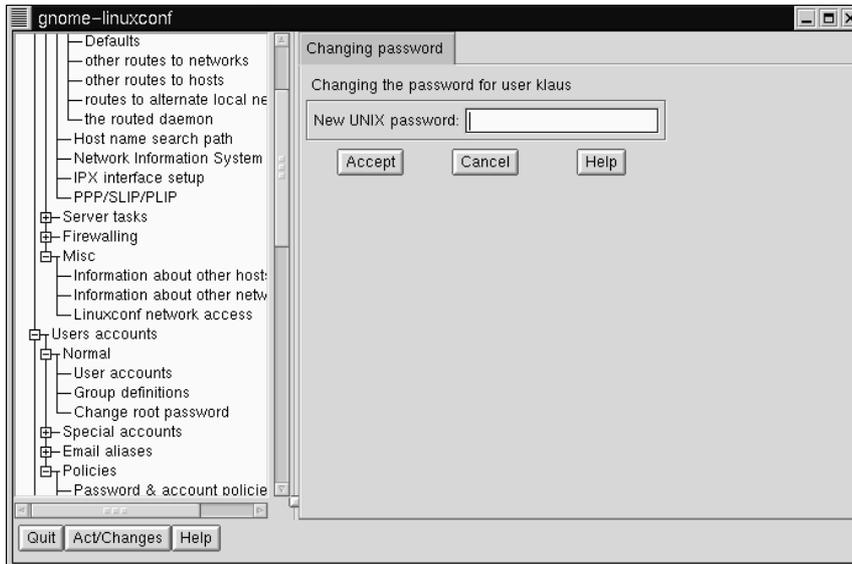 gnome-linuxconf
Defaults
other routes to networks
other routes to hosts
routes to alternate local ne
the routed daemon
Host name search path
Network Information System
IPX interface setup
PPP/SLIP/PLIP
Server tasks
Firewalling
Misc
Information about other hosts
Information about other netw
Linuxconf network access
Users accounts
Normal
User accounts
Group definitions
Change root password
Special accounts
Email aliases
Policies
Password & account policie
Changing password
Changing the password for user klaus
New UNIX password:
Accept Cancel Help
Quit Act/Changes Help